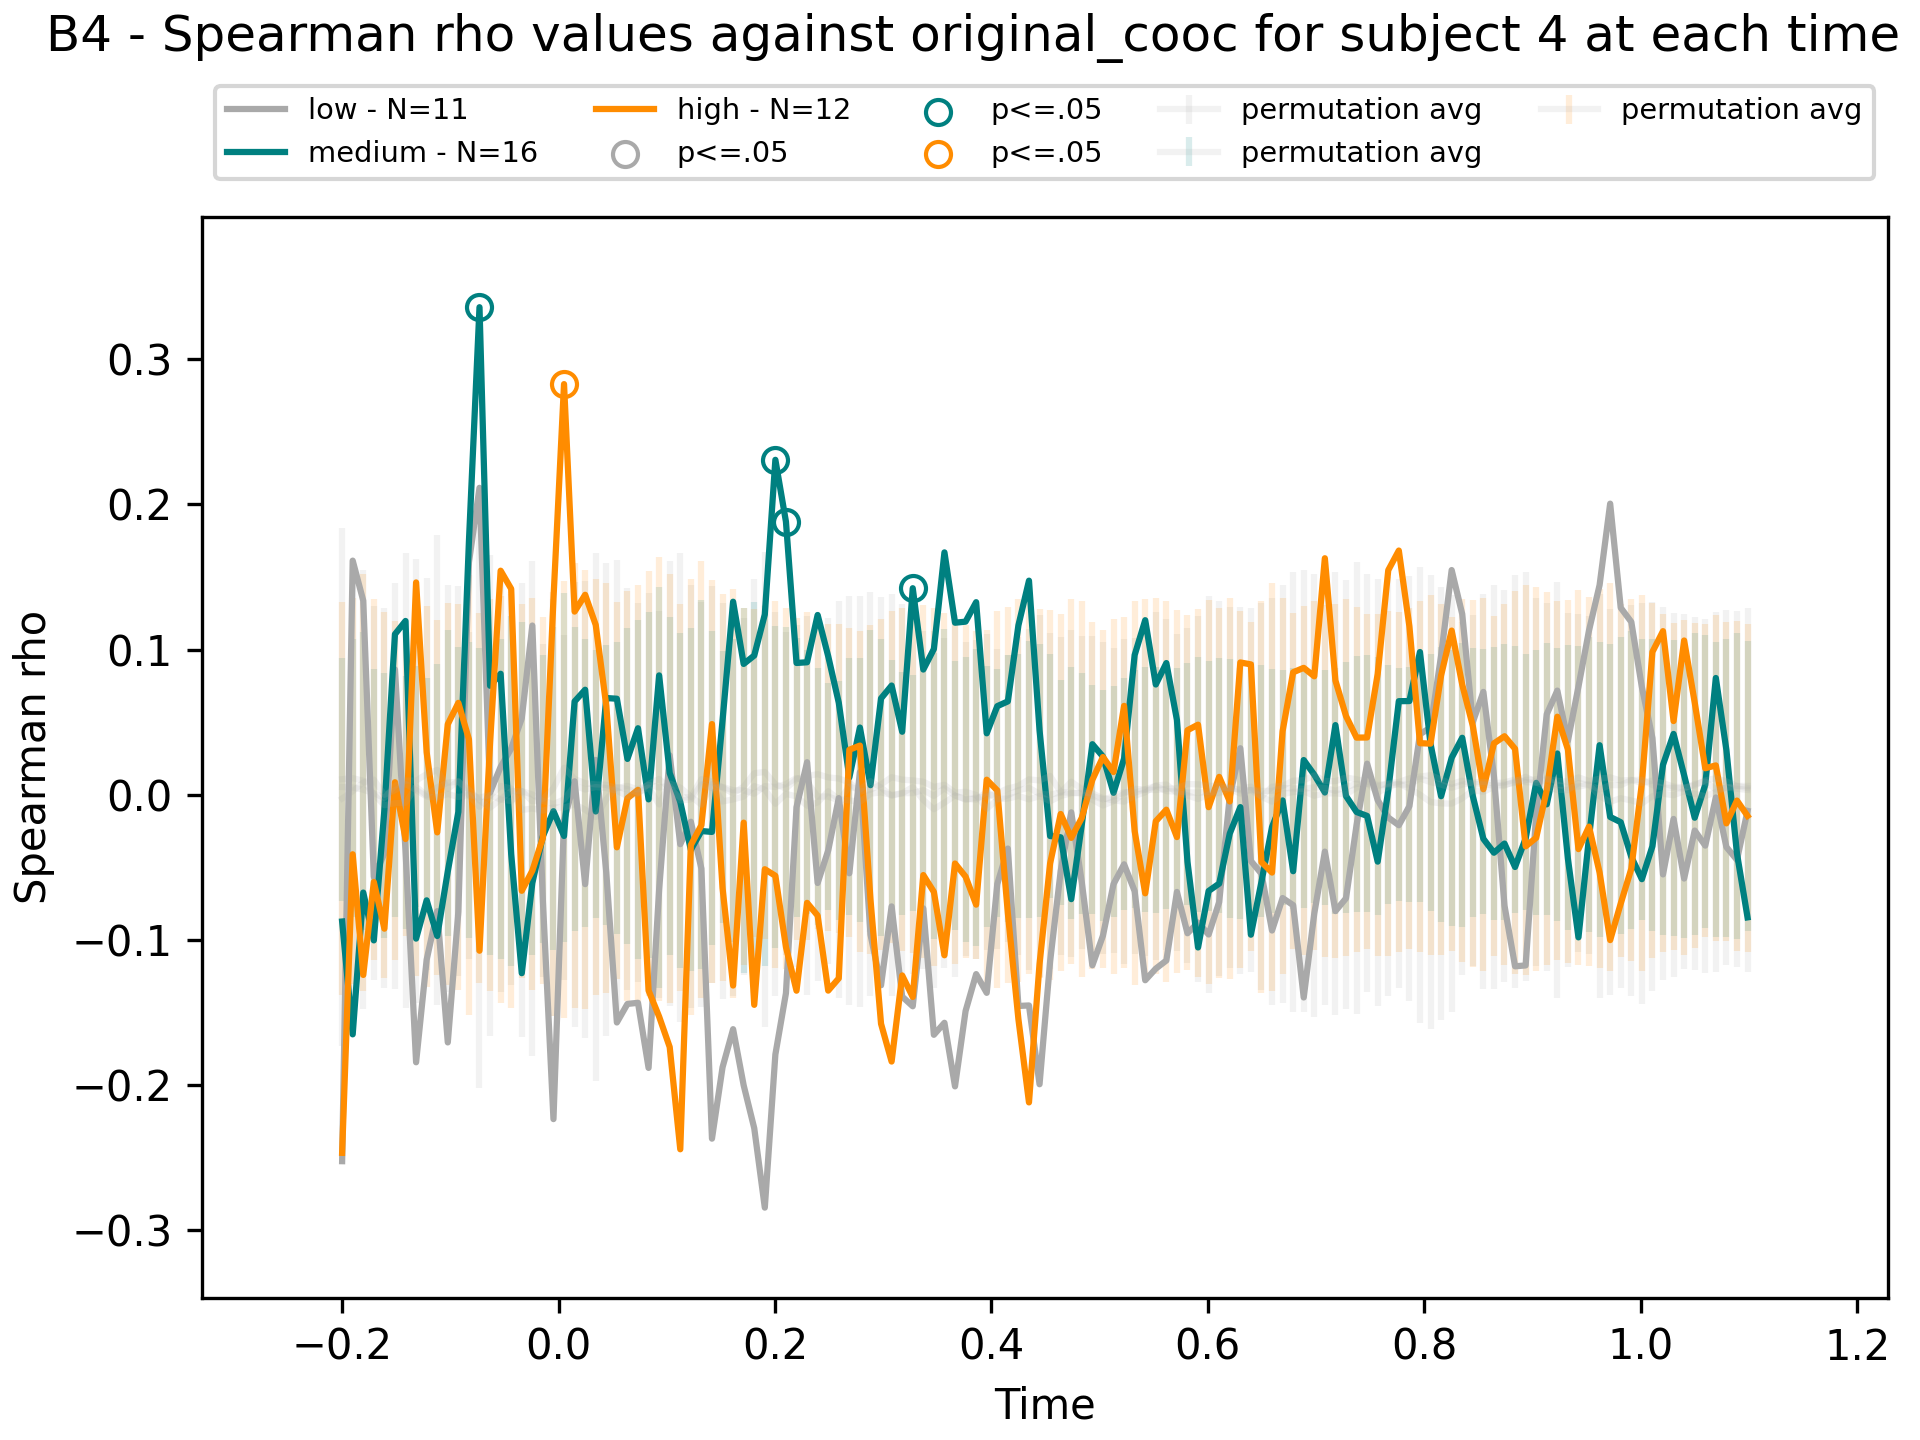 B4 - Spearman rho values against original_cooc for subject 4 at each time
low - N=11
medium - N=16
high - N=12
p<=.05
p<=.05
p<=.05
permutation avg
permutation avg
permutation avg
Spearman rho
0.3
0.2
0.1
0.0
−0.1
−0.2
−0.3
−0.2 0.0 0.2 0.4 0.6 0.8 1.0 1.2
Time